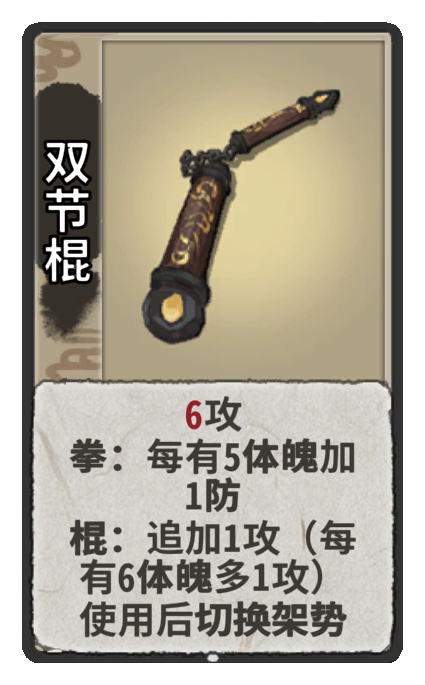 双节棍
6攻
拳：每有5体魄加
1防
棍：追加1攻（每
有6体魄多1攻）
使用后切换架势